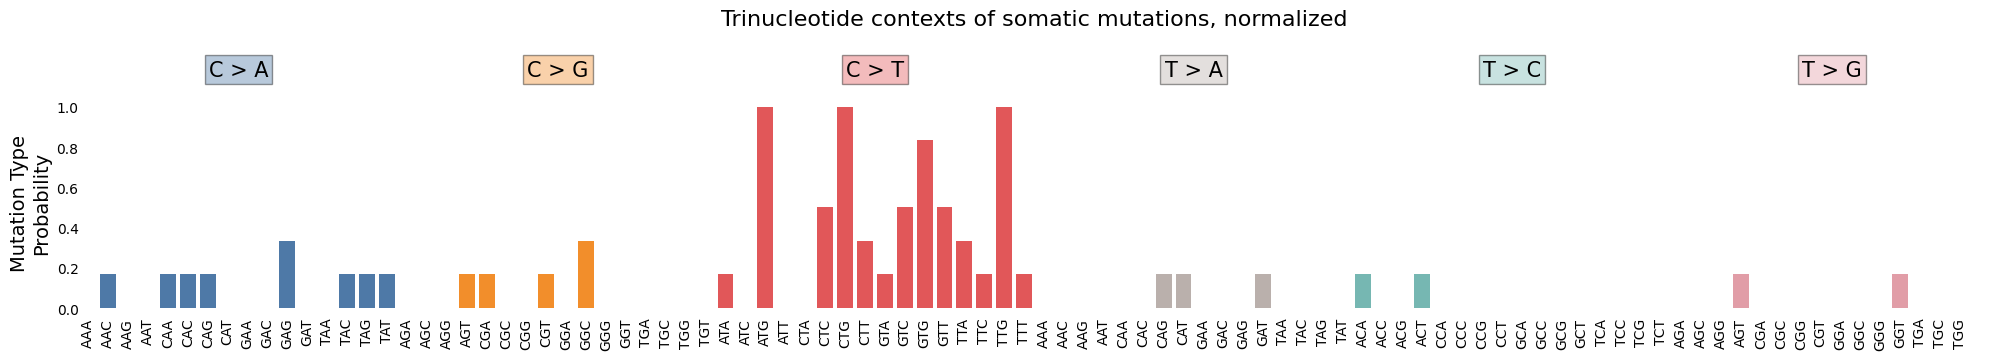 Trinucleotide contexts of somatic mutations, normalized
C > A
C > G
C > T
T > A
T > C
T > G
Mutation Type
Probability
1.0
0.8
0.6
0.4
0.2
0.0
AAA
AAC
AAG
AAT
CAA
CAC
CAG
CAT
GAA
GAC
GAG
GAT
TAA
TAC
TAG
TAT
AGA
AGC
AGG
AGT
CGA
CGC
CGG
CGT
GGA
GGC
GGG
GGT
TGA
TGC
TGG
TGT
ATA
ATC
ATG
ATT
CTA
CTC
CTG
CTT
GTA
GTC
GTG
GTT
TTA
TTC
TTG
TTT
AAA
AAC
AAG
AAT
CAA
CAC
CAG
CAT
GAA
GAC
GAG
GAT
TAA
TAC
TAG
TAT
ACA
ACC
ACG
ACT
CCA
CCC
CCG
CCT
GCA
GCC
GCG
GCT
TCA
TCC
TCG
TCT
AGA
AGC
AGG
AGT
CGA
CGC
CGG
CGT
GGA
GGC
GGG
GGT
TGA
TGC
TGG